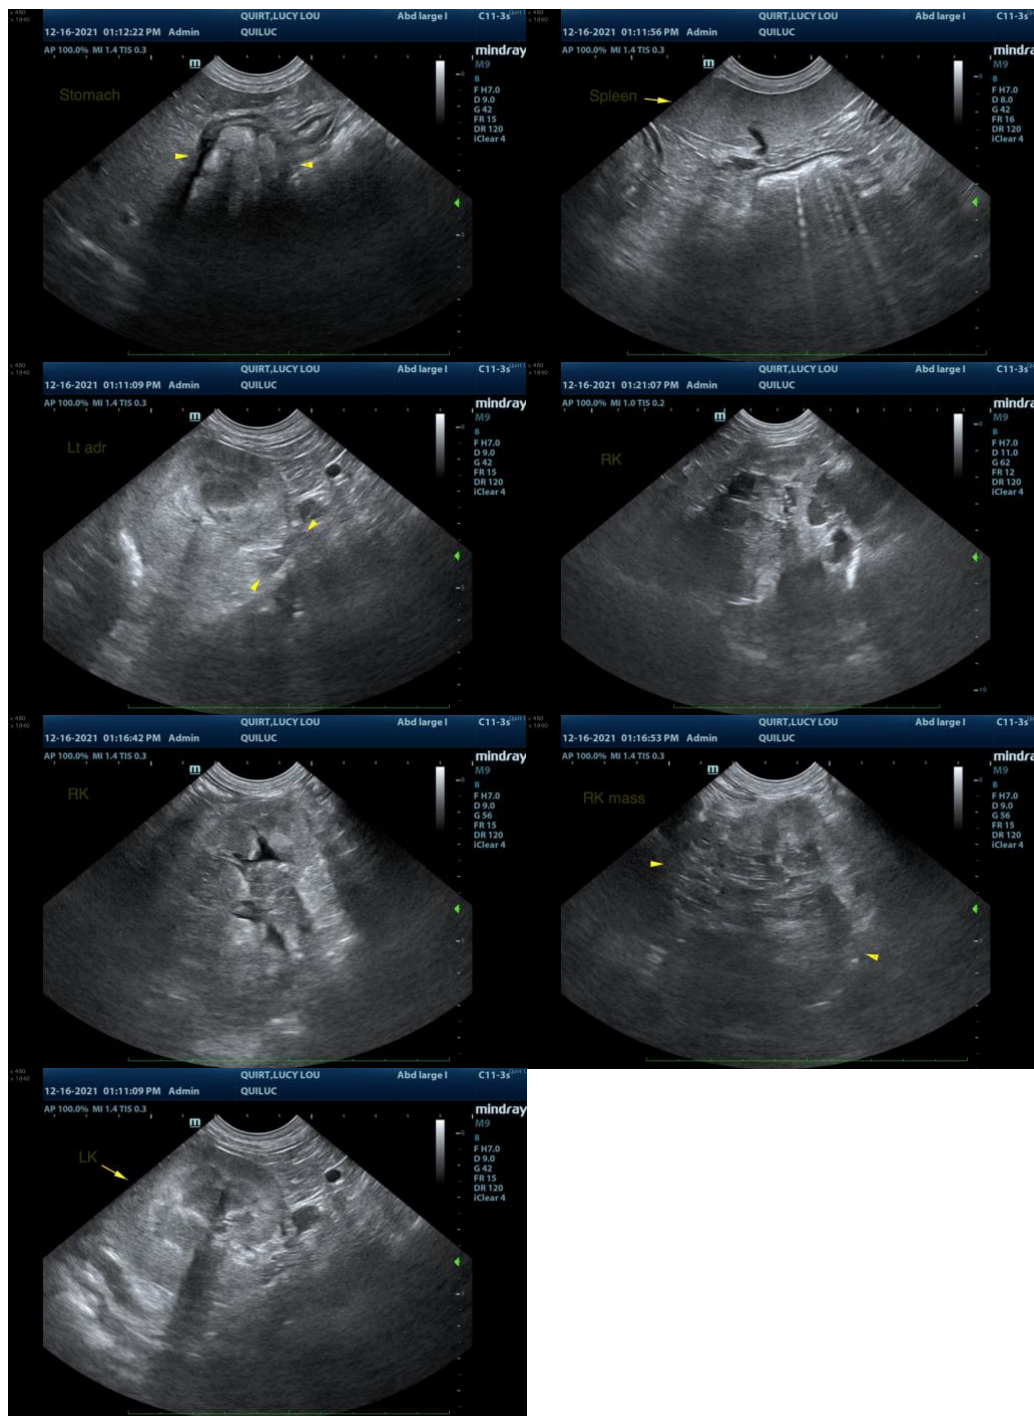 QUIRT,LUCY LOU Abd large I C11-3s
12-16-2021 01:12:22 PM Admin QUILUC
AP 100.0% MI 1.4 TIS 0.3 mindray
m
M9
B
F H7.0
D 9.0
G 42
FR 15
DR 120
iClear 4
Stomach
QUIRT,LUCY LOU Abd large I C11-3s
12-16-2021 01:11:56 PM Admin QUILUC
AP 100.0% MI 1.4 TIS 0.3 mindray
m
M9
B
F H7.0
D 8.0
G 42
FR 16
DR 120
iClear 4
Spleen
QUIRT,LUCY LOU Abd large I C11-3s
12-16-2021 01:11:09 PM Admin QUILUC
AP 100.0% MI 1.4 TIS 0.3 mindray
m
M9
B
F H7.0
D 9.0
G 42
FR 15
DR 120
iClear 4
Lt adr
QUIRT,LUCY LOU Abd large I C11-3s
12-16-2021 01:21:07 PM Admin QUILUC
AP 100.0% MI 1.0 TIS 0.2 mindray
m
M9
B
F H7.0
D 11.0
G 62
FR 12
DR 120
iClear 4
RK
10
QUIRT,LUCY LOU Abd large I C11-3s
12-16-2021 01:16:42 PM Admin QUILUC
AP 100.0% MI 1.4 TIS 0.3 mindray
m
M9
B
F H7.0
D 9.0
G 56
FR 15
DR 120
iClear 4
RK
QUIRT,LUCY LOU Abd large I C11-3s
12-16-2021 01:16:53 PM Admin QUILUC
AP 100.0% MI 1.4 TIS 0.3 mindray
m
M9
B
F H7.0
D 9.0
G 56
FR 15
DR 120
iClear 4
RK mass
QUIRT,LUCY LOU Abd large I C11-3s
12-16-2021 01:11:09 PM Admin QUILUC
AP 100.0% MI 1.4 TIS 0.3 mindray
m
M9
B
F H7.0
D 9.0
G 42
FR 15
DR 120
iClear 4
LK